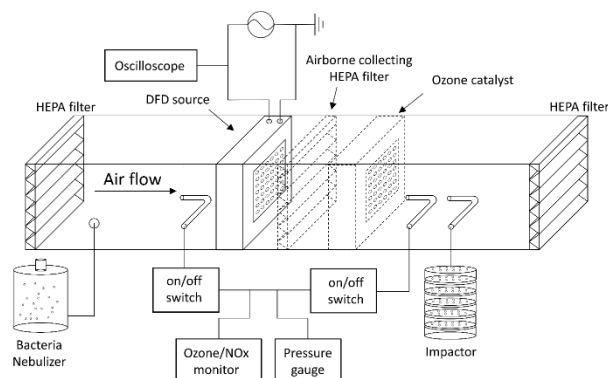 Oscilloscope
Airborne collecting
HEPA filter
Ozone catalyst
HEPA filter
DFD source
HEPA filter
Air flow
on/off
switch
on/off
switch
Bacteria
Nebulizer
Ozone/NOx
monitor
Pressure
gauge
Impactor